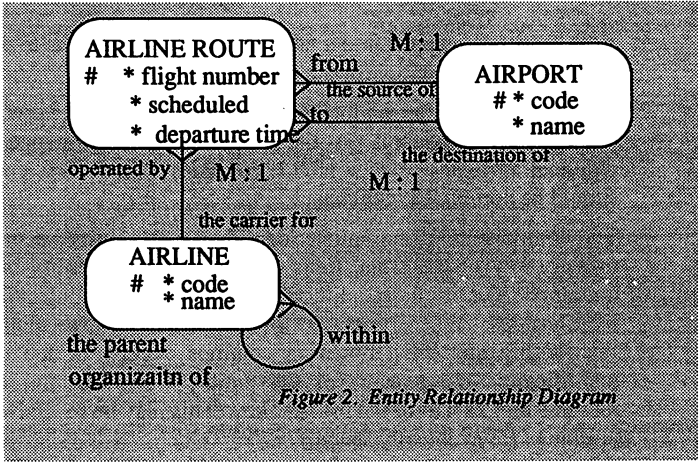 AIRLINE ROUTE
# * flight number
* scheduled
* departure time
from
M : 1
the source of
to
AIRPORT
# * code
* name
the destination of
M : 1
operated by
M : 1
the carrier for
AIRLINE
# * code
* name
within
the parent
organizaitn of
Figure 2. Entity Relationship Diagram